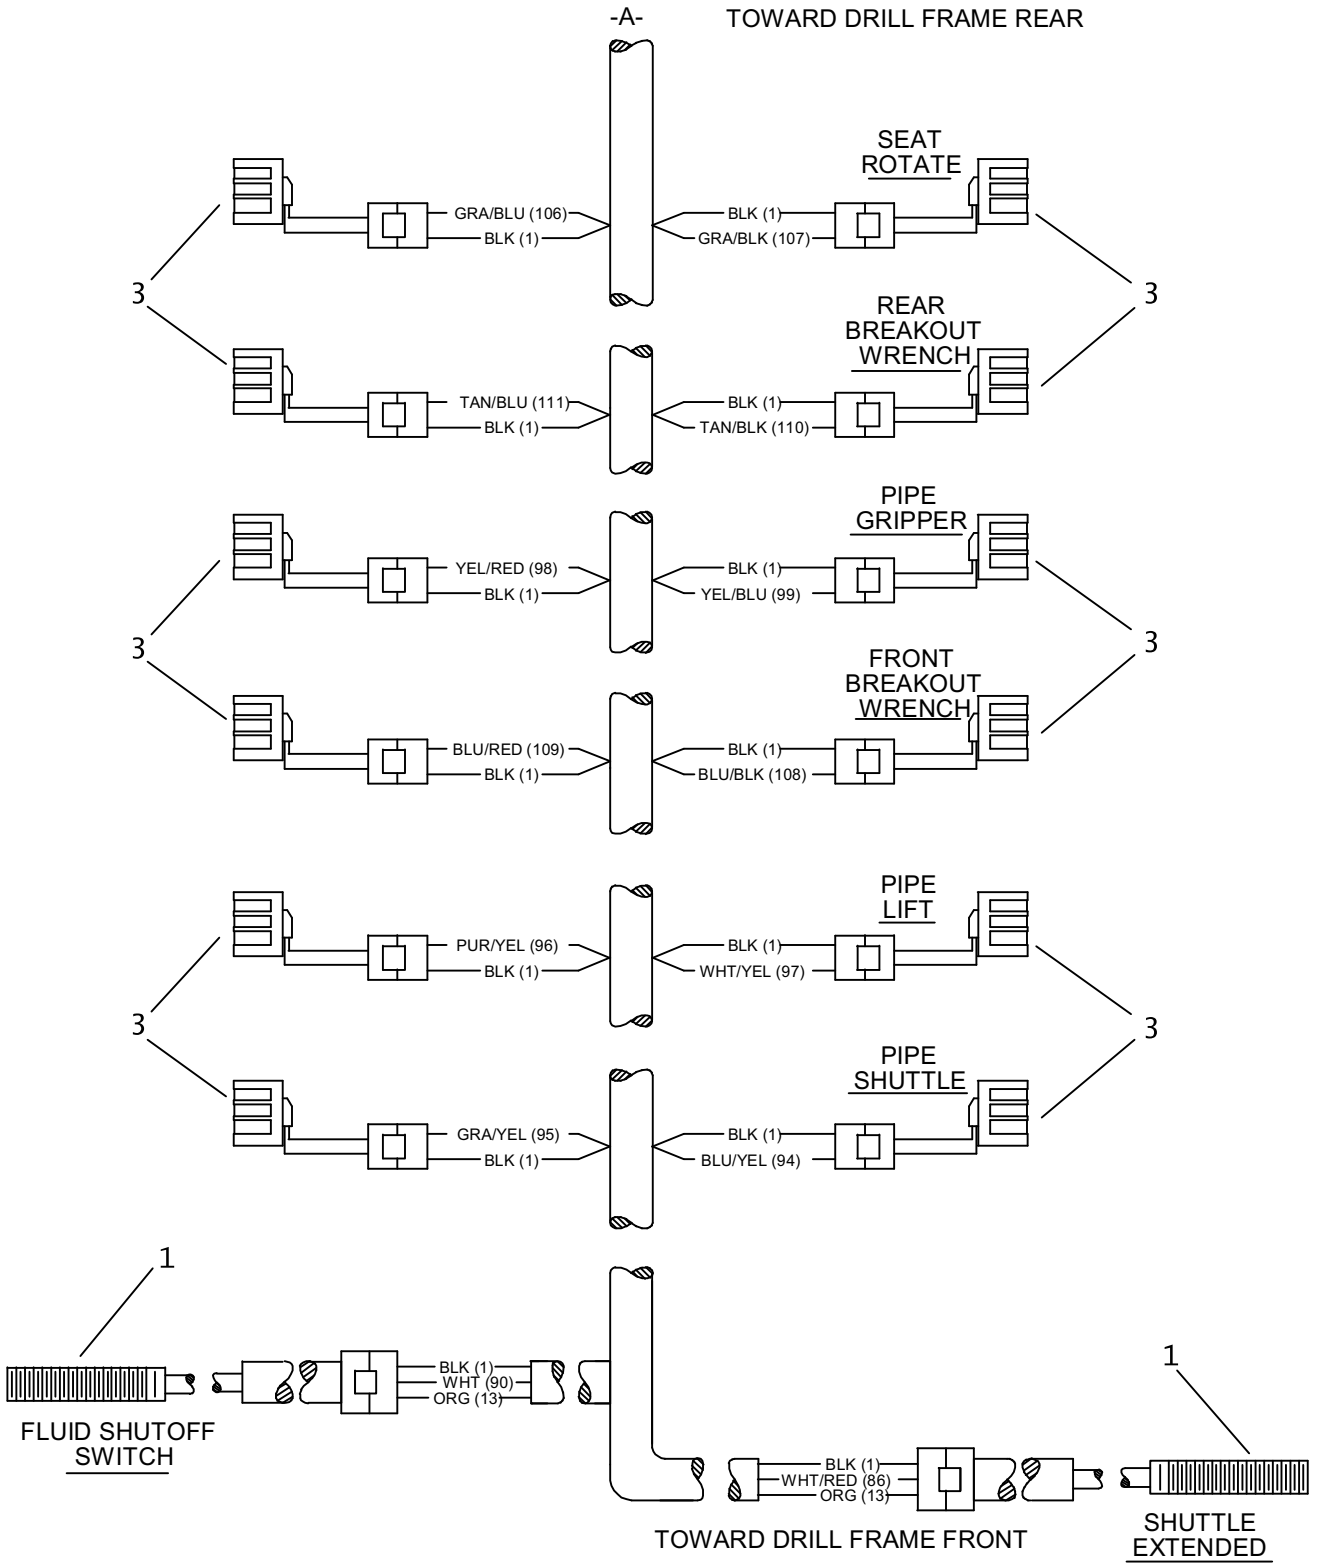 -A-
TOWARD DRILL FRAME REAR
SEAT
ROTATE
GRA/BLU (106)
BLK (1)
BLK (1)
GRA/BLK (107)
3
3
REAR
BREAKOUT
WRENCH
TAN/BLU (111)
BLK (1)
BLK (1)
TAN/BLK (110)
PIPE
GRIPPER
YEL/RED (98)
BLK (1)
BLK (1)
YEL/BLU (99)
3
3
FRONT
BREAKOUT
WRENCH
BLU/RED (109)
BLK (1)
BLK (1)
BLU/BLK (108)
PIPE
LIFT
PUR/YEL (96)
BLK (1)
BLK (1)
WHT/YEL (97)
3
3
PIPE
SHUTTLE
GRA/YEL (95)
BLK (1)
BLK (1)
BLU/YEL (94)
1
BLK (1)
WHT (90)
ORG (13)
FLUID SHUTOFF
SWITCH
1
BLK (1)
WHT/RED (86)
ORG (13)
TOWARD DRILL FRAME FRONT
SHUTTLE
EXTENDED